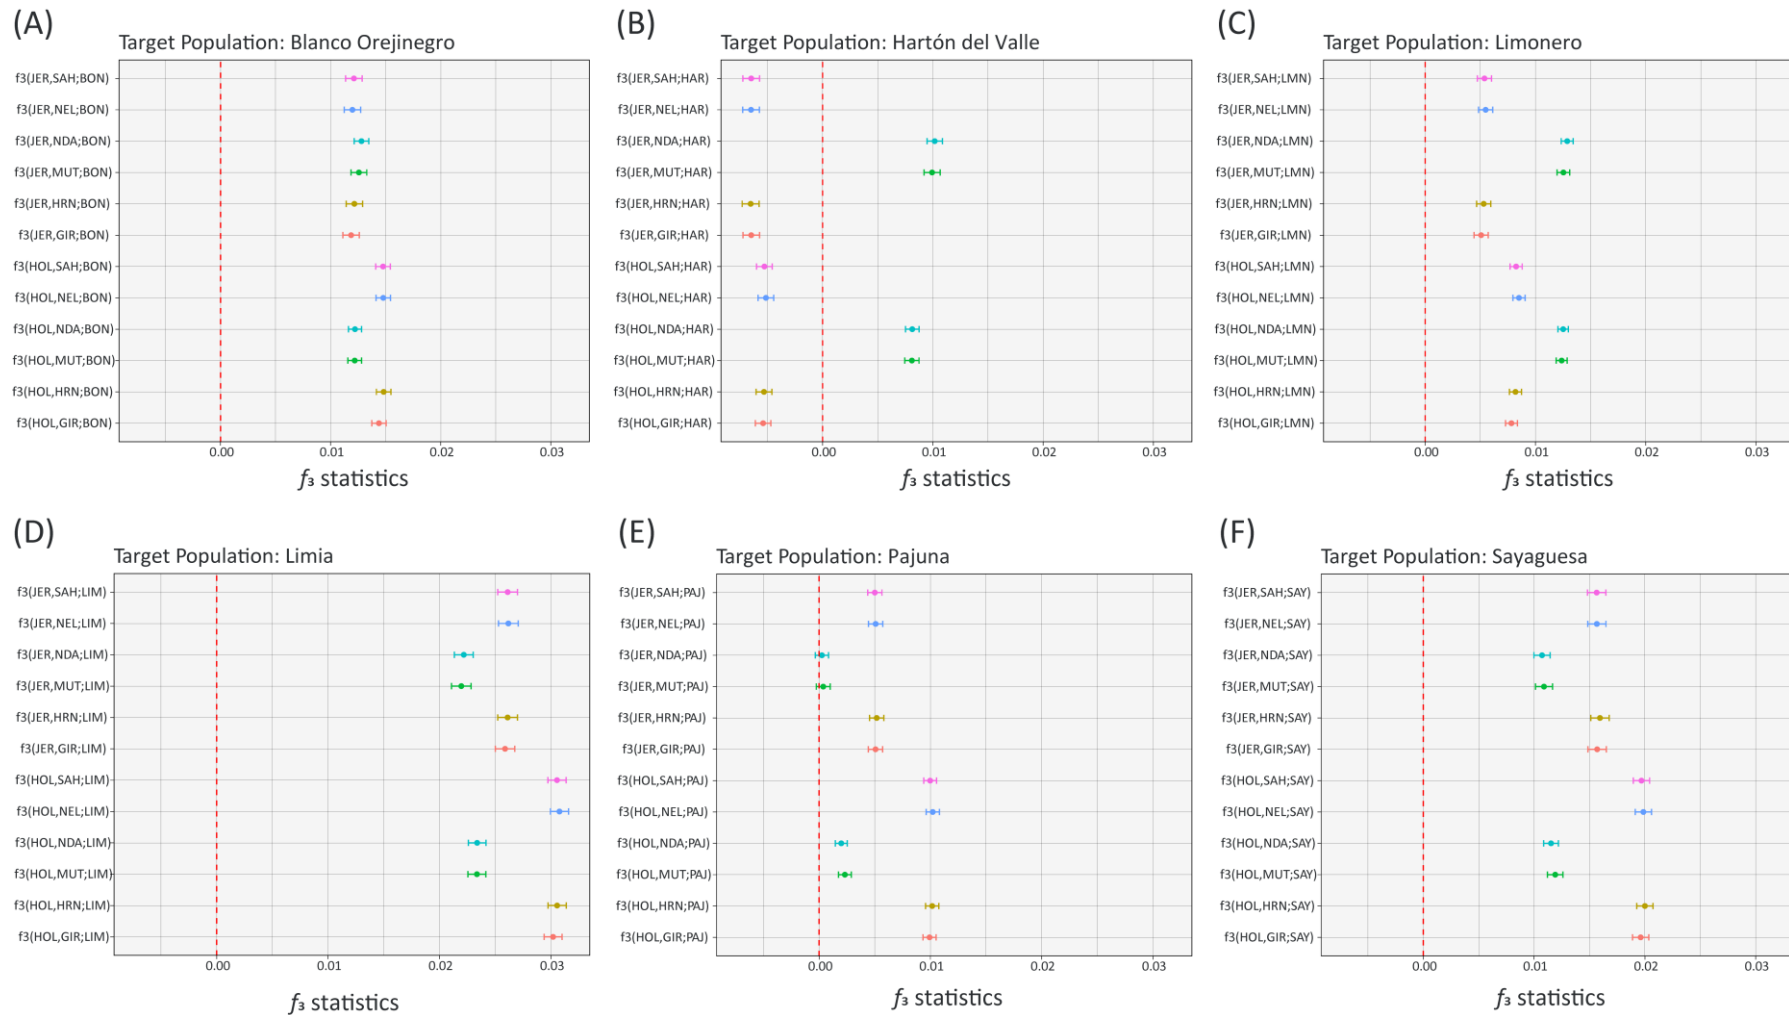 (A)
Target Population: Blanco Orejinegro
f3(JER,SAH;BON)
f3(JER,NEL;BON)
f3(JER,NDA;BON)
f3(JER,MUT;BON)
f3(JER,HRN;BON)
f3(JER,GIR;BON)
f3(HOL,SAH;BON)
f3(HOL,NEL;BON)
f3(HOL,NDA;BON)
f3(HOL,MUT;BON)
f3(HOL,HRN;BON)
f3(HOL,GIR;BON)
0.00 0.01 0.02 0.03
f₃ statistics
(B)
Target Population: Hartón del Valle
f3(JER,SAH;HAR)
f3(JER,NEL;HAR)
f3(JER,NDA;HAR)
f3(JER,MUT;HAR)
f3(JER,HRN;HAR)
f3(JER,GIR;HAR)
f3(HOL,SAH;HAR)
f3(HOL,NEL;HAR)
f3(HOL,NDA;HAR)
f3(HOL,MUT;HAR)
f3(HOL,HRN;HAR)
f3(HOL,GIR;HAR)
0.00 0.01 0.02 0.03
f₃ statistics
(C)
Target Population: Limonero
f3(JER,SAH;LMN)
f3(JER,NEL;LMN)
f3(JER,NDA;LMN)
f3(JER,MUT;LMN)
f3(JER,HRN;LMN)
f3(JER,GIR;LMN)
f3(HOL,SAH;LMN)
f3(HOL,NEL;LMN)
f3(HOL,NDA;LMN)
f3(HOL,MUT;LMN)
f3(HOL,HRN;LMN)
f3(HOL,GIR;LMN)
0.00 0.01 0.02 0.03
f₃ statistics
(D)
Target Population: Limia
f3(JER,SAH;LIM)
f3(JER,NEL;LIM)
f3(JER,NDA;LIM)
f3(JER,MUT;LIM)
f3(JER,HRN;LIM)
f3(JER,GIR;LIM)
f3(HOL,SAH;LIM)
f3(HOL,NEL;LIM)
f3(HOL,NDA;LIM)
f3(HOL,MUT;LIM)
f3(HOL,HRN;LIM)
f3(HOL,GIR;LIM)
0.00 0.01 0.02 0.03
f₃ statistics
(E)
Target Population: Pajuna
f3(JER,SAH;PAJ)
f3(JER,NEL;PAJ)
f3(JER,NDA;PAJ)
f3(JER,MUT;PAJ)
f3(JER,HRN;PAJ)
f3(JER,GIR;PAJ)
f3(HOL,SAH;PAJ)
f3(HOL,NEL;PAJ)
f3(HOL,NDA;PAJ)
f3(HOL,MUT;PAJ)
f3(HOL,HRN;PAJ)
f3(HOL,GIR;PAJ)
0.00 0.01 0.02 0.03
f₃ statistics
(F)
Target Population: Sayaguesa
f3(JER,SAH;SAY)
f3(JER,NEL;SAY)
f3(JER,NDA;SAY)
f3(JER,MUT;SAY)
f3(JER,HRN;SAY)
f3(JER,GIR;SAY)
f3(HOL,SAH;SAY)
f3(HOL,NEL;SAY)
f3(HOL,NDA;SAY)
f3(HOL,MUT;SAY)
f3(HOL,HRN;SAY)
f3(HOL,GIR;SAY)
0.00 0.01 0.02 0.03
f₃ statistics